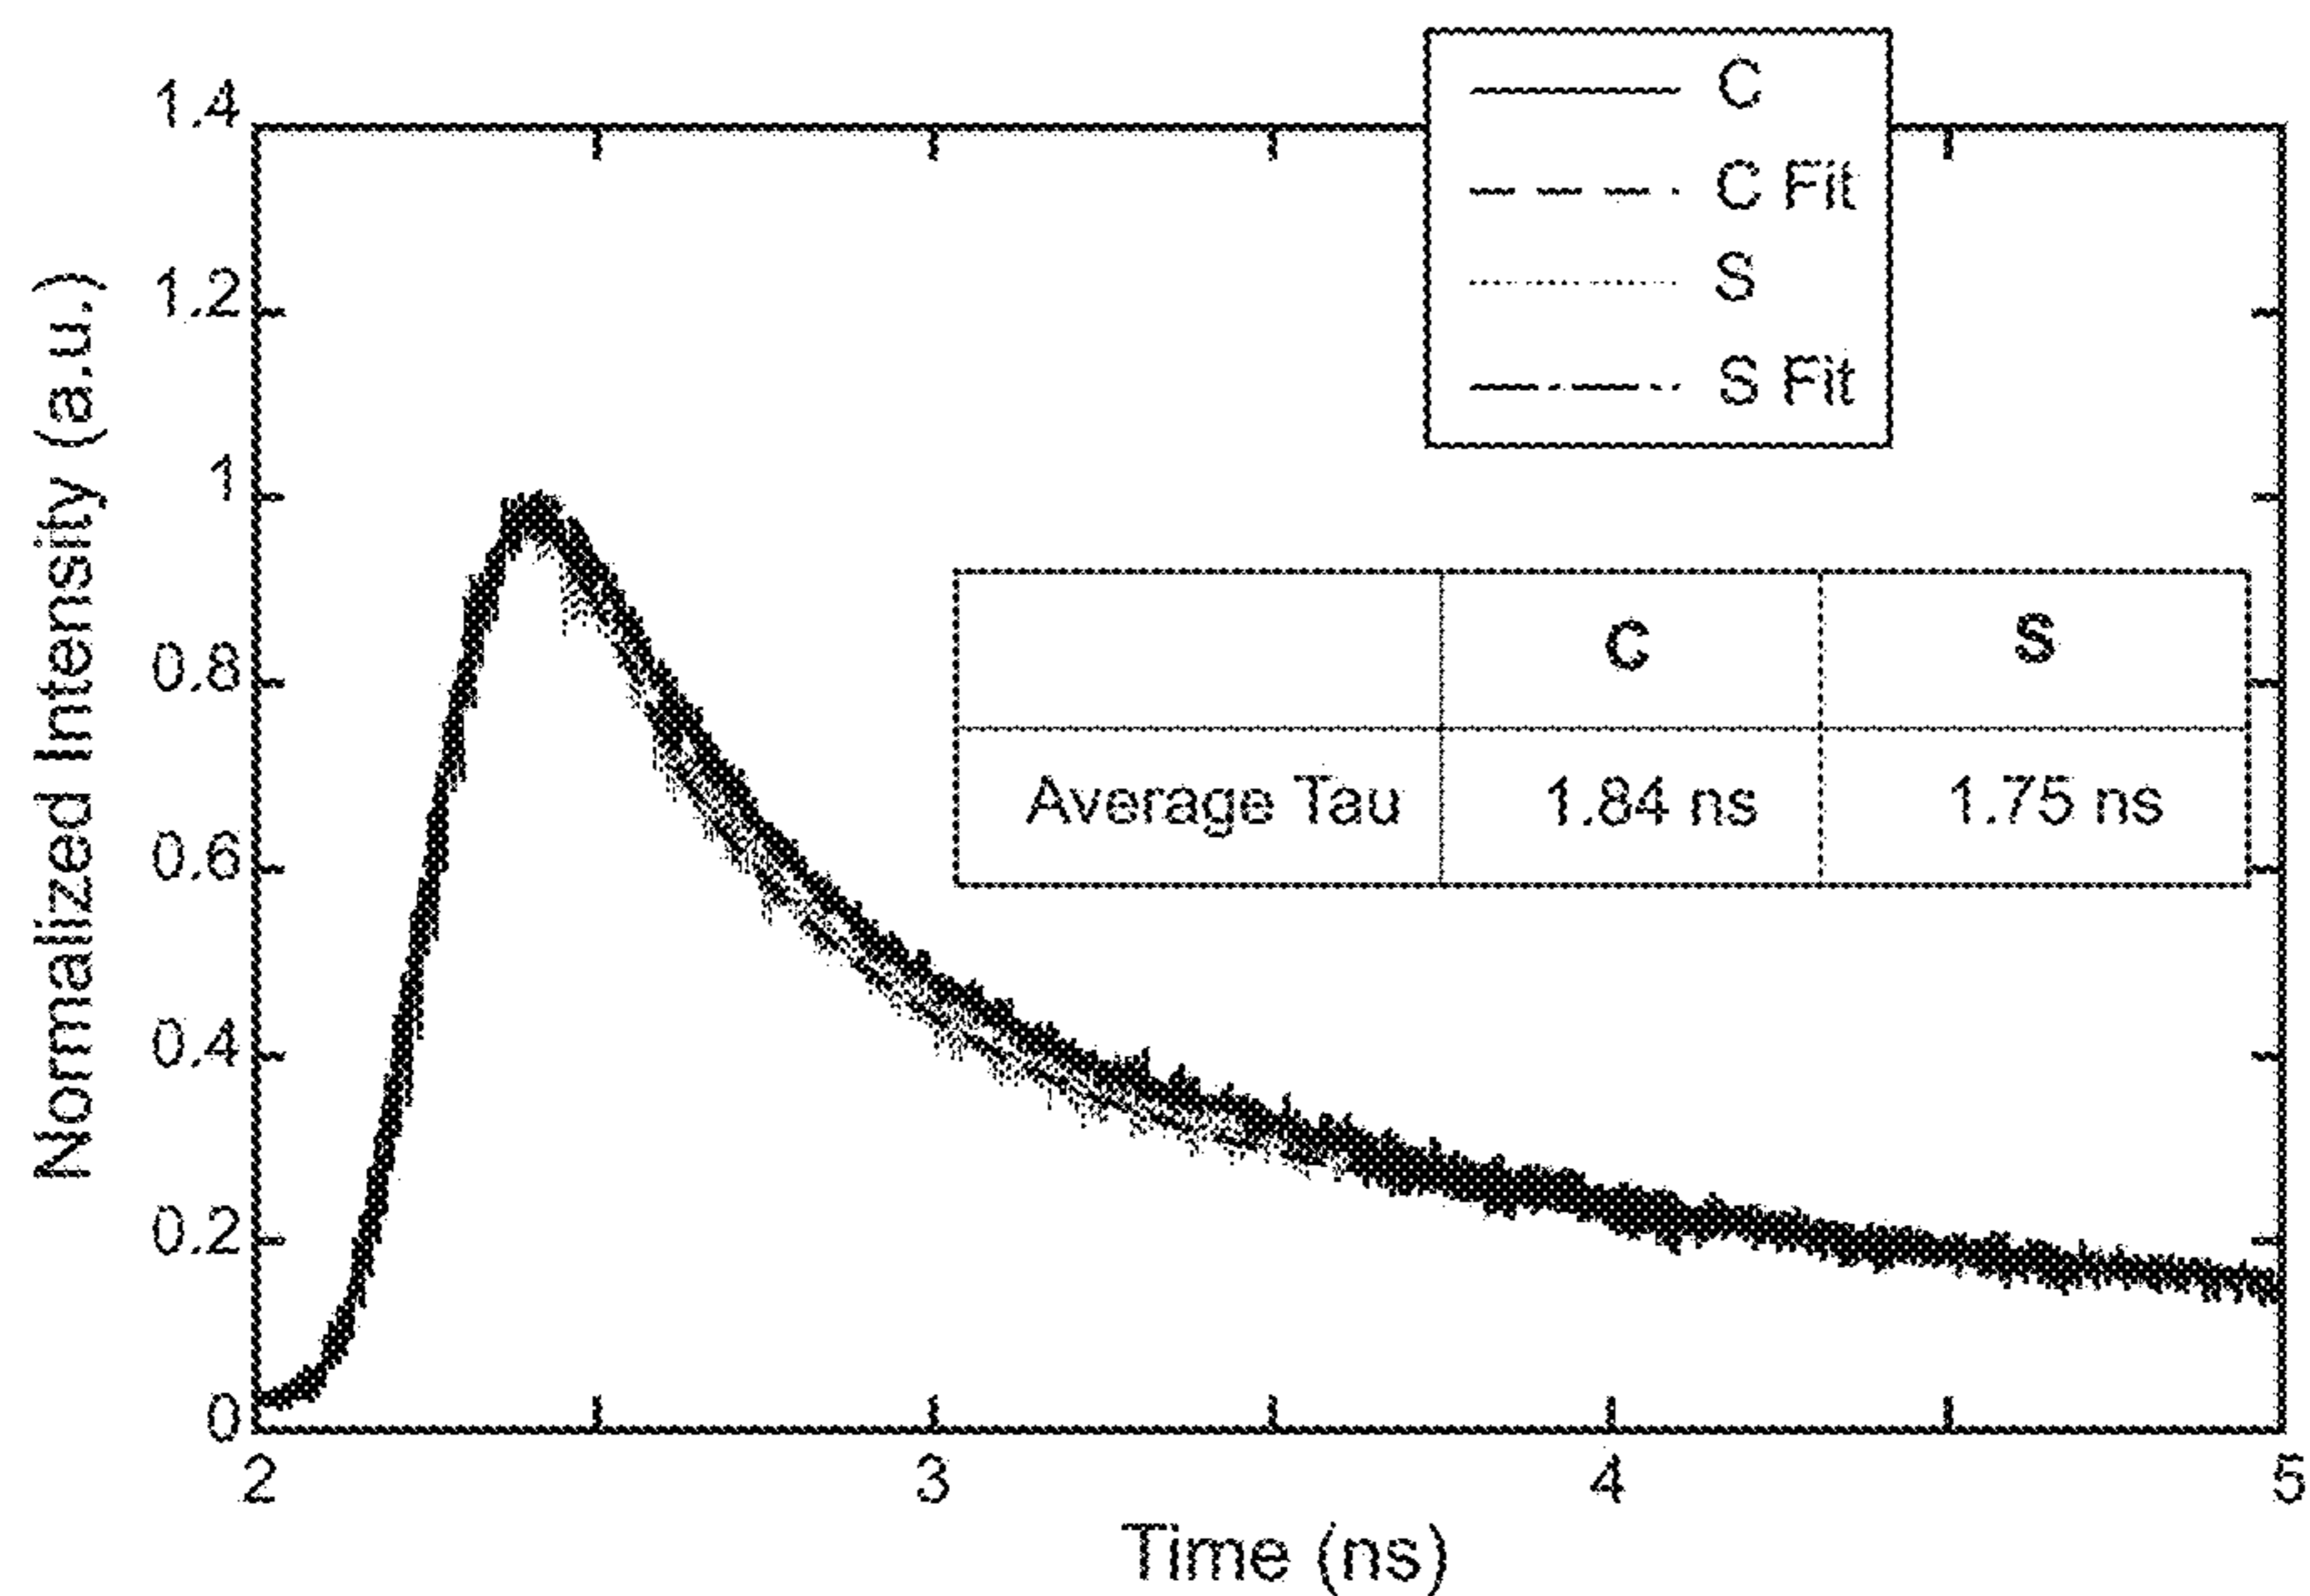 C
C Fit
S
S Fit
1.4
1.2
1
0.8
0.6
0.4
0.2
0
Normalized Intensity (a.u.)
C S
Average Tau 1.84 ns 1.75 ns
2 3 4 5
Time (ns)